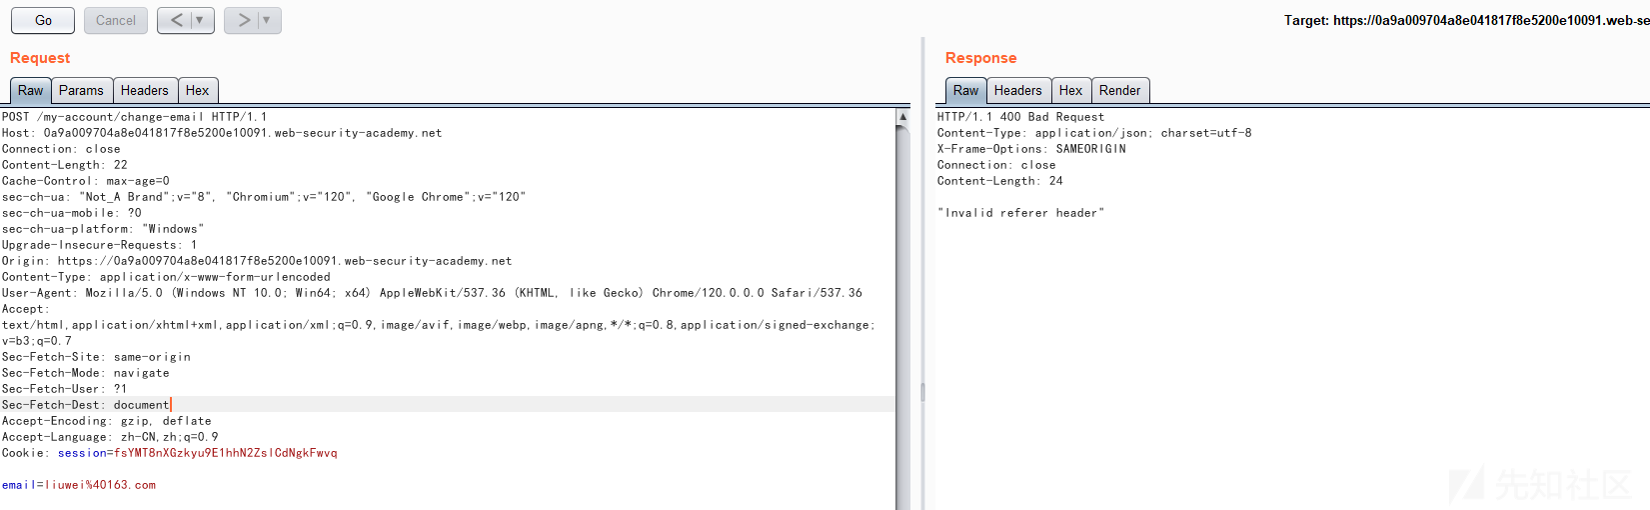 Go
Cancel
< | ▼
> | ▼
Target: https://0a9a009704a8e041817f8e5200e10091.web-se
Request
Response
Raw Params Headers Hex
Raw Headers Hex Render
POST /my-account/change-email HTTP/1.1
Host: 0a9a009704a8e041817f8e5200e10091.web-security-academy.net
Connection: close
Content-Length: 22
Cache-Control: max-age=0
sec-ch-ua: "Not_A Brand";v="8", "Chromium";v="120", "Google Chrome";v="120"
sec-ch-ua-mobile: ?0
sec-ch-ua-platform: "Windows"
Upgrade-Insecure-Requests: 1
Origin: https://0a9a009704a8e041817f8e5200e10091.web-security-academy.net
Content-Type: application/x-www-form-urlencoded
User-Agent: Mozilla/5.0 (Windows NT 10.0; Win64; x64) AppleWebKit/537.36 (KHTML, like Gecko) Chrome/120.0.0.0 Safari/537.36
Accept:
text/html,application/xhtml+xml,application/xml;q=0.9,image/avif,image/webp,image/apng,*/*;q=0.8,application/signed-exchange;
v=b3;q=0.7
Sec-Fetch-Site: same-origin
Sec-Fetch-Mode: navigate
Sec-Fetch-User: ?1
Sec-Fetch-Dest: document
Accept-Encoding: gzip, deflate
Accept-Language: zh-CN,zh;q=0.9
Cookie: session=fsYMT8nXGzkyu9E1hhN2ZslCdNgkFwvq
email=liuwei%40163.com
HTTP/1.1 400 Bad Request
Content-Type: application/json; charset=utf-8
X-Frame-Options: SAMEORIGIN
Connection: close
Content-Length: 24
"Invalid referer header"
先知社区